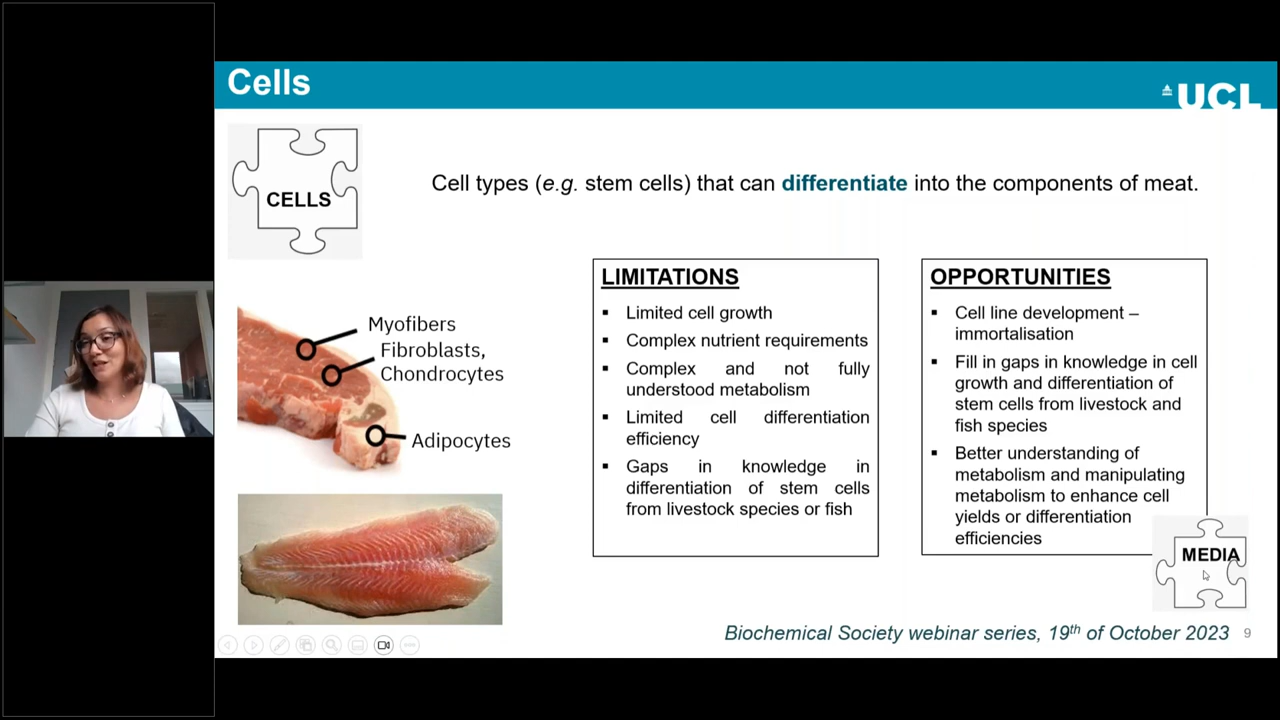 Cells
UCL
CELLS
Cell types (e.g. stem cells) that can differentiate into the components of meat.
Myofibers
Fibroblasts,
Chondrocytes
Adipocytes
LIMITATIONS
▪ Limited cell growth
▪ Complex nutrient requirements
▪ Complex and not fully
understood metabolism
▪ Limited cell differentiation
efficiency
▪ Gaps in knowledge in
differentiation of stem cells
from livestock species or fish
OPPORTUNITIES
▪ Cell line development –
immortalisation
▪ Fill in gaps in knowledge in cell
growth and differentiation of
stem cells from livestock and
fish species
▪ Better understanding of
metabolism and manipulating
metabolism to enhance cell
yields or differentiation
efficiencies
MEDIA
Biochemical Society webinar series, 19th of October 2023
9